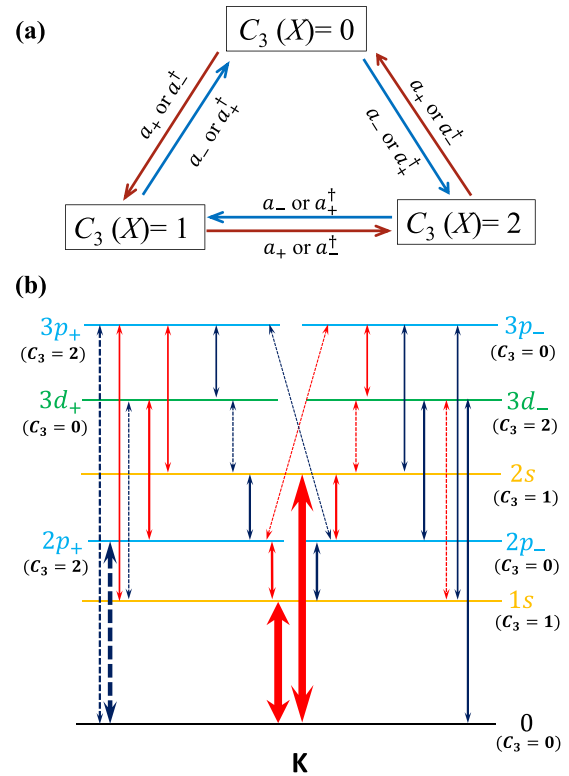 (a)
C₃ (X)= 0
a₊ or a₋†
a₋ or a₊†
a₊ or a₋†
a₋ or a₊†
C₃ (X)= 1
a₋ or a₊†
a₊ or a₋†
C₃ (X)= 2
(b)
3p₊
(C₃ = 2)
3p₋
(C₃ = 0)
3d₊
(C₃ = 0)
3d₋
(C₃ = 2)
2s
(C₃ = 1)
2p₊
(C₃ = 2)
2p₋
(C₃ = 0)
1s
(C₃ = 1)
0
(C₃ = 0)
K